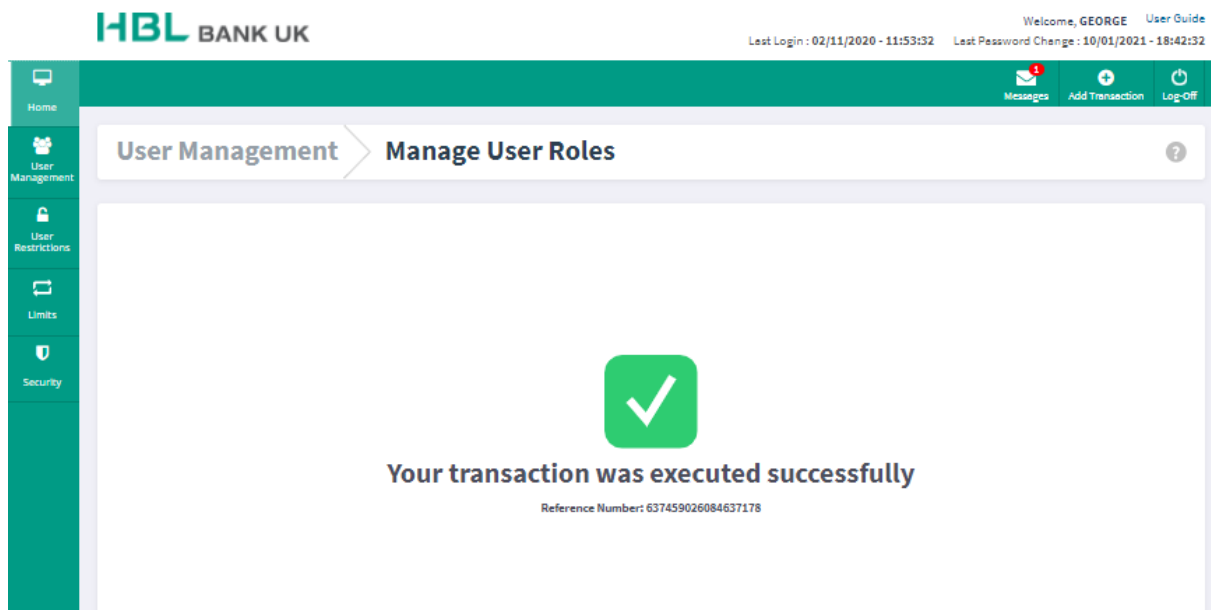 HBL BANK UK
Welcome, GEORGE User Guide
Last Login : 02/11/2020 - 11:53:32 Last Password Change : 10/01/2021 - 18:42:32
1
Messages Add Transaction Log-Off
Home
User
Management
User
Restrictions
Limits
Security
User Management Manage User Roles ?
Your transaction was executed successfully
Reference Number: 637459026084637178